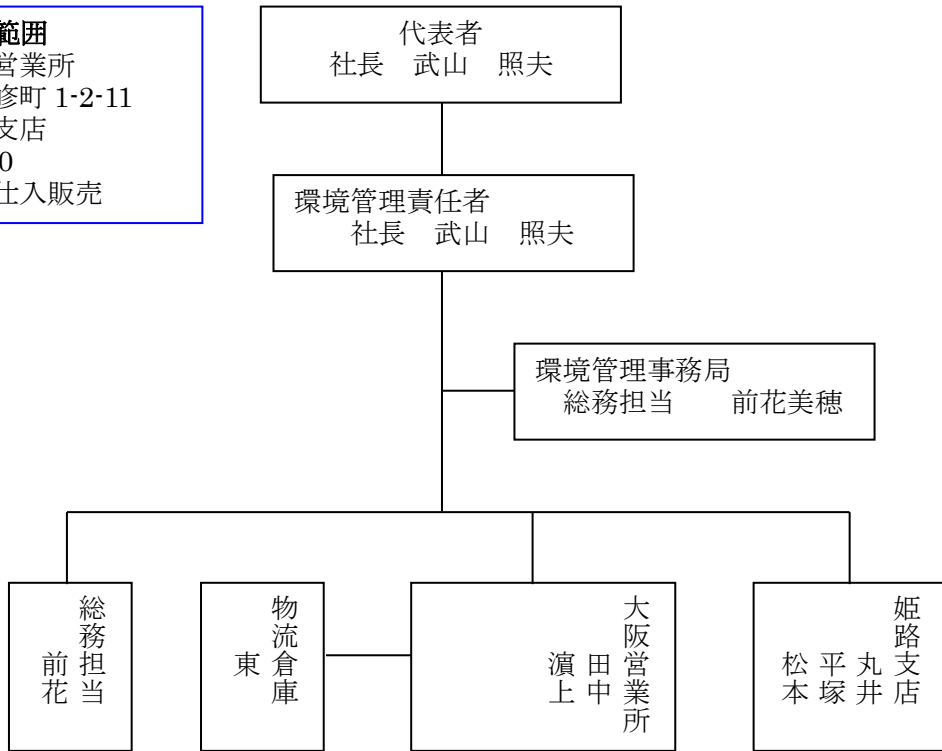 範囲
営業所
修町 1-2-11
支店
0
仕入販売
代表者
社長　武山　照夫
環境管理責任者
社長　武山　照夫
環境管理事務局
総務担当　　前花美穂
総務担当
前花
物流倉庫
東
大阪営業所
田中
濵上
姫路支店
丸井
平塚
松本